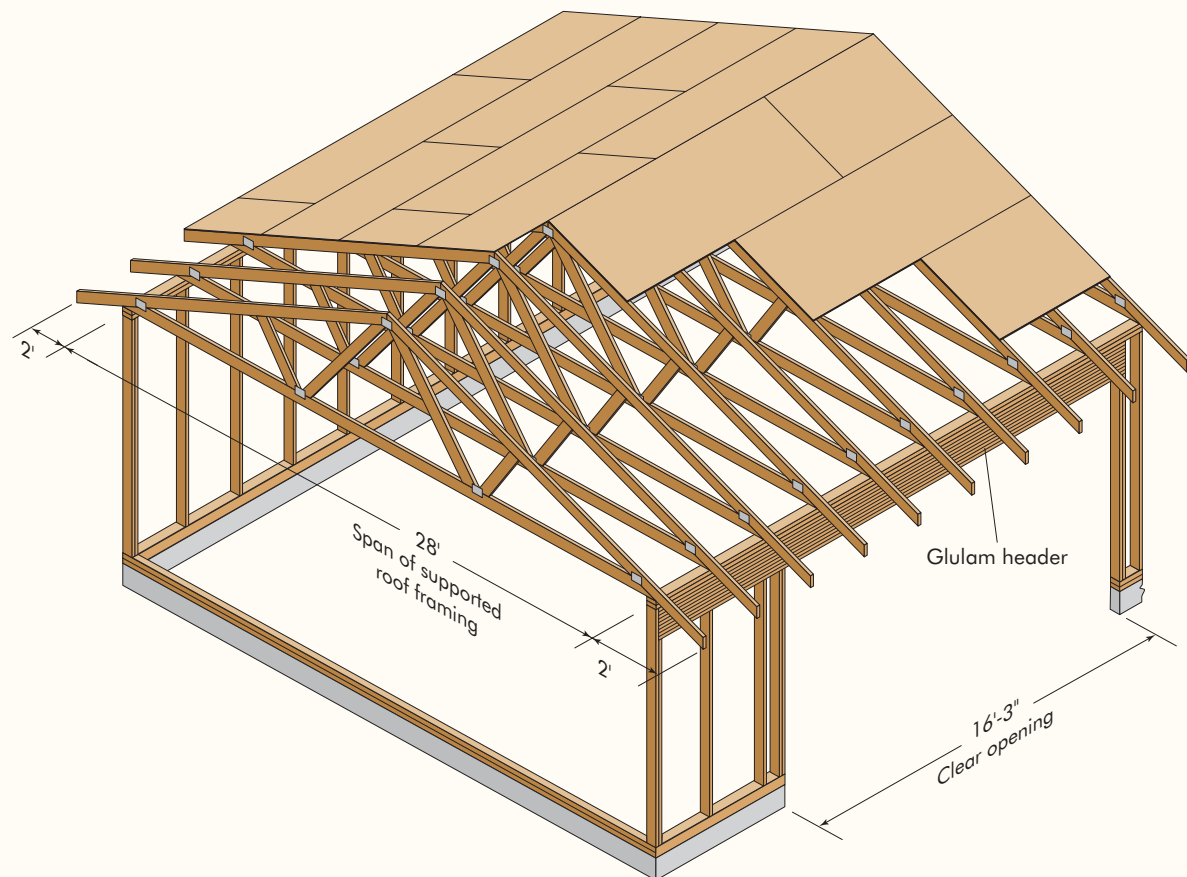 2'
28'
Span of supported
roof framing
Glulam header
2'
16'-3"
Clear opening